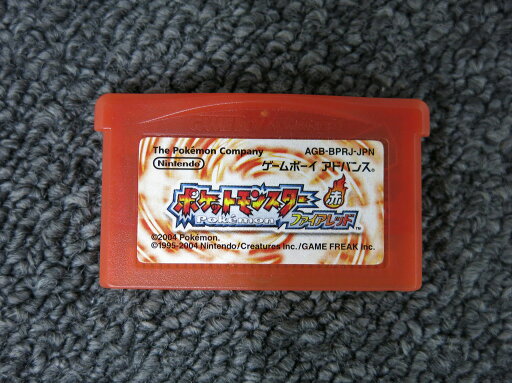 The Pokémon Company
AGB-BPRJ-JPN
Nintendo
ゲームボーイ アドバンス®
ポケットモンスター
赤
Pokémon
ファイアレッド™
©2004 Pokémon.
©1995-2004 Nintendo/Creatures inc./GAME FREAK inc.